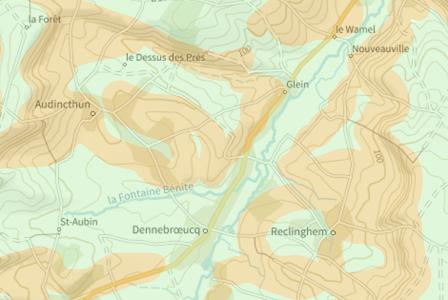 la Forêt
le Wamel
Nouveauville
100
le Dessus des Prés
Glein
Audincthun
100
la Fontaine Bénite
St-Aubin
Dennebrœucq
Reclinghem